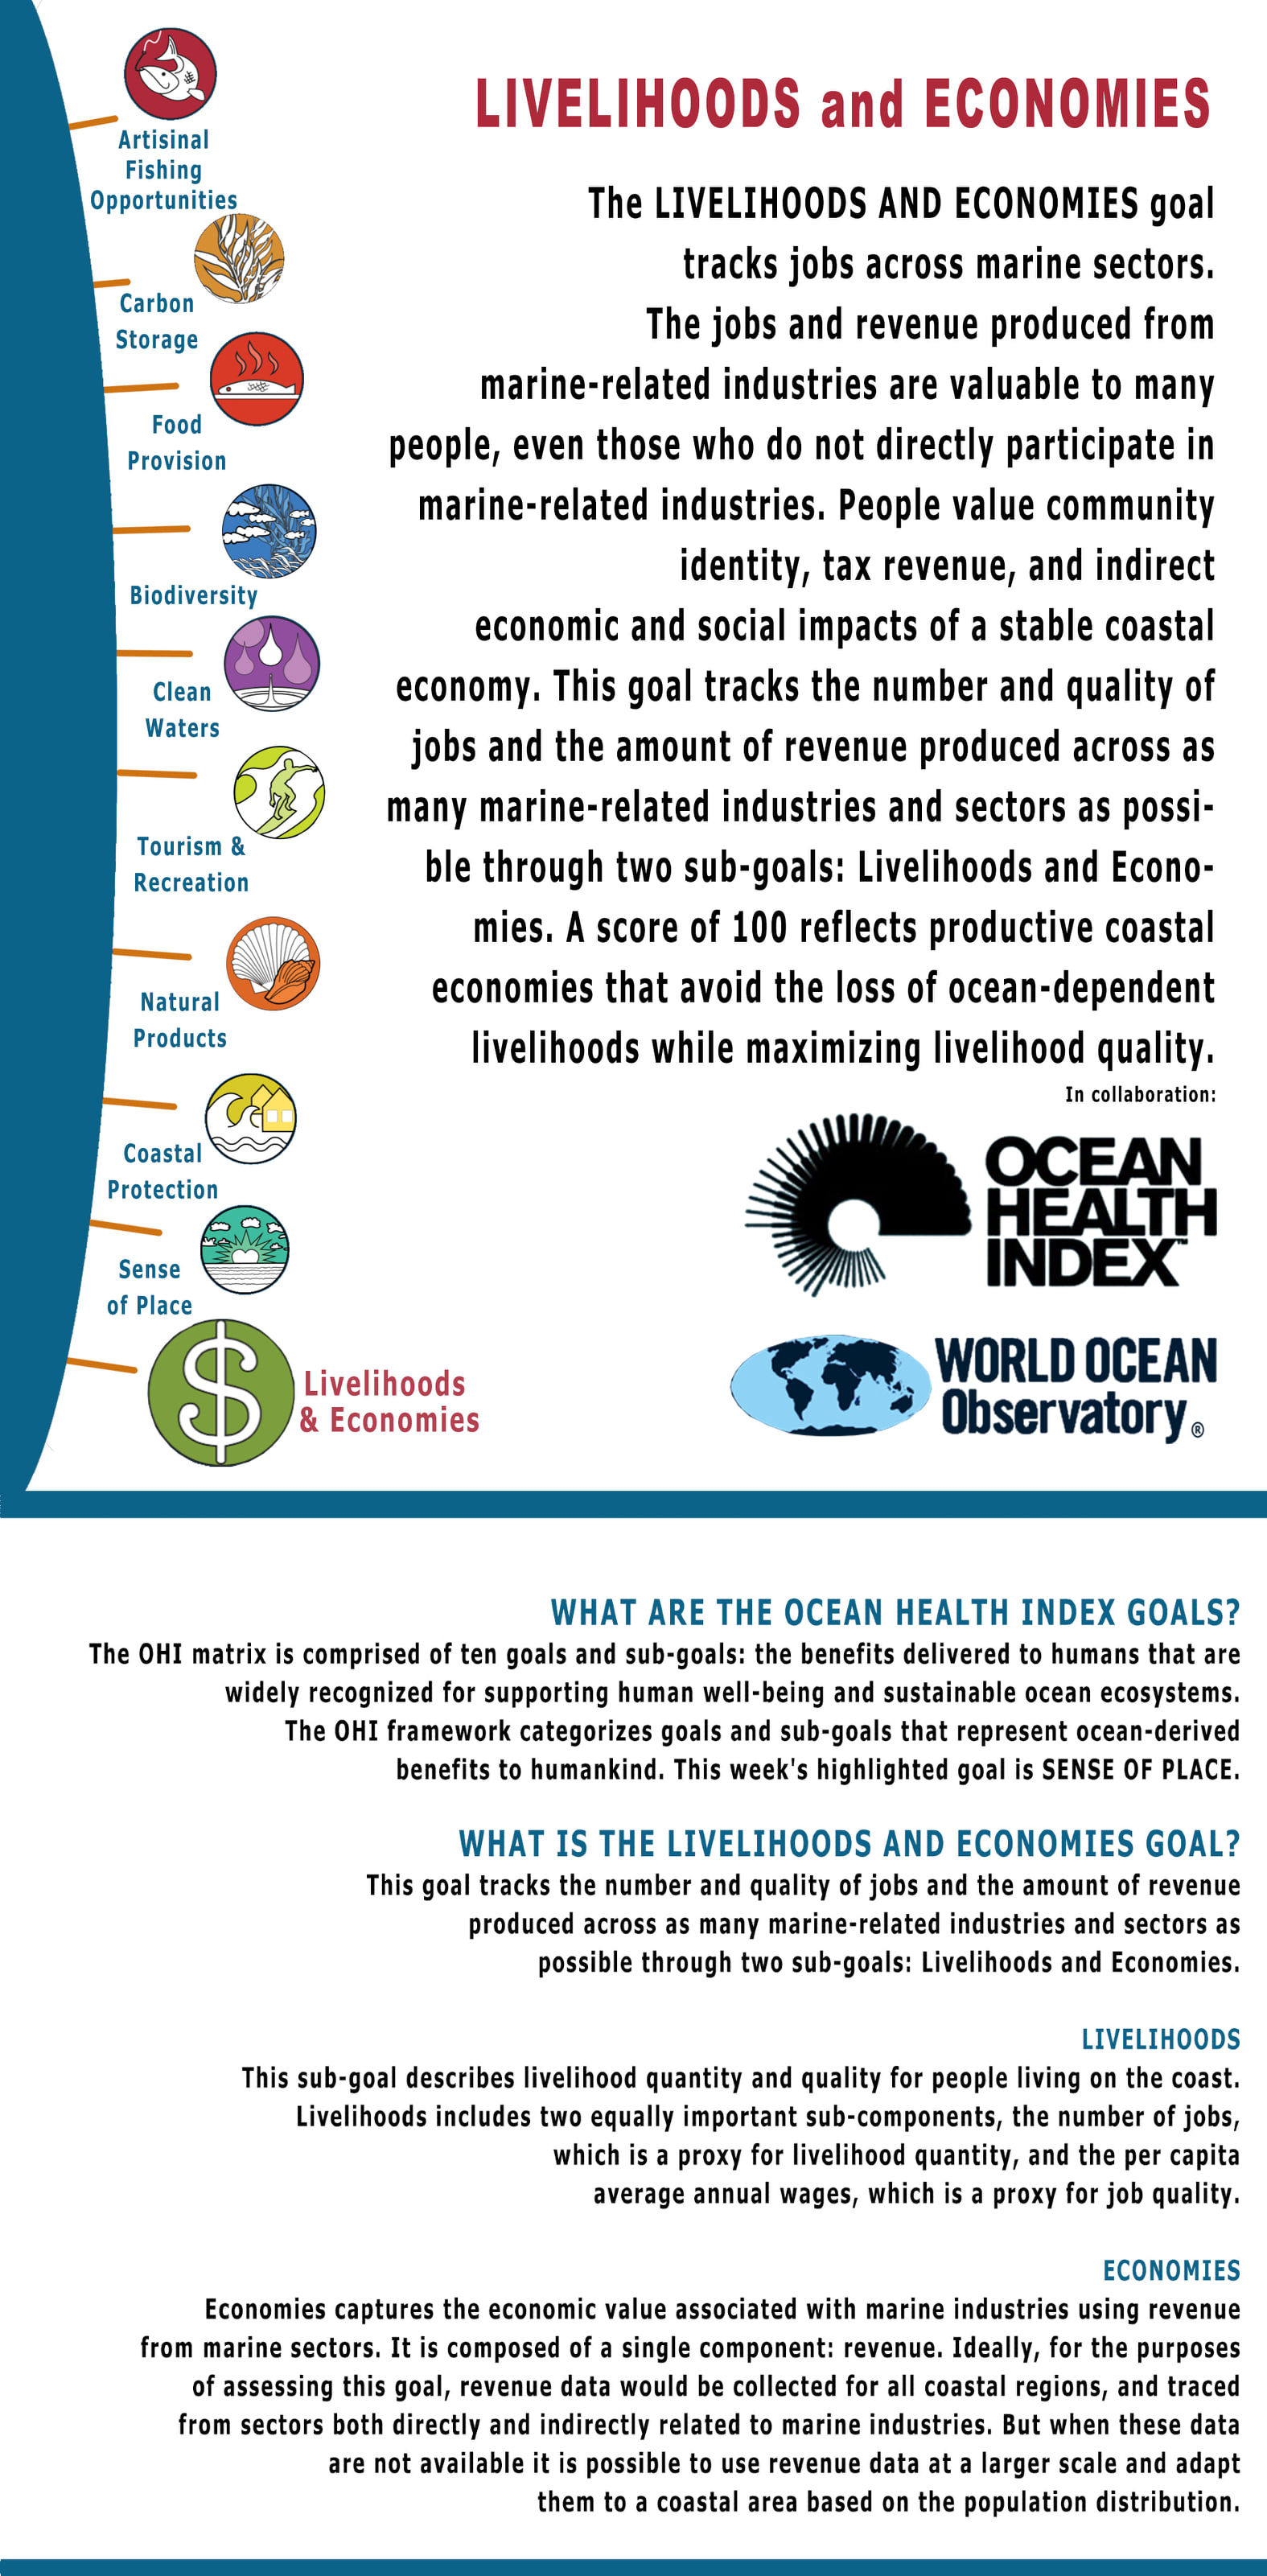 Artisinal
Fishing
Opportunities
Carbon
Storage
Food
Provision
Biodiversity
Clean
Waters
Tourism &
Recreation
Natural
Products
Coastal
Protection
Sense
of Place
Livelihoods
& Economies
LIVELIHOODS and ECONOMIES
The LIVELIHOODS AND ECONOMIES goal
tracks jobs across marine sectors.
The jobs and revenue produced from
marine-related industries are valuable to many
people, even those who do not directly participate in
marine-related industries. People value community
identity, tax revenue, and indirect
economic and social impacts of a stable coastal
economy. This goal tracks the number and quality of
jobs and the amount of revenue produced across as
many marine-related industries and sectors as possi-
ble through two sub-goals: Livelihoods and Econo-
mies. A score of 100 reflects productive coastal
economies that avoid the loss of ocean-dependent
livelihoods while maximizing livelihood quality.
In collaboration:
OCEAN
HEALTH
INDEX™
WORLD OCEAN
Observatory®
WHAT ARE THE OCEAN HEALTH INDEX GOALS?
The OHI matrix is comprised of ten goals and sub-goals: the benefits delivered to humans that are
widely recognized for supporting human well-being and sustainable ocean ecosystems.
The OHI framework categorizes goals and sub-goals that represent ocean-derived
benefits to humankind. This week's highlighted goal is SENSE OF PLACE.
WHAT IS THE LIVELIHOODS AND ECONOMIES GOAL?
This goal tracks the number and quality of jobs and the amount of revenue
produced across as many marine-related industries and sectors as
possible through two sub-goals: Livelihoods and Economies.
LIVELIHOODS
This sub-goal describes livelihood quantity and quality for people living on the coast.
Livelihoods includes two equally important sub-components, the number of jobs,
which is a proxy for livelihood quantity, and the per capita
average annual wages, which is a proxy for job quality.
ECONOMIES
Economies captures the economic value associated with marine industries using revenue
from marine sectors. It is composed of a single component: revenue. Ideally, for the purposes
of assessing this goal, revenue data would be collected for all coastal regions, and traced
from sectors both directly and indirectly related to marine industries. But when these data
are not available it is possible to use revenue data at a larger scale and adapt
them to a coastal area based on the population distribution.